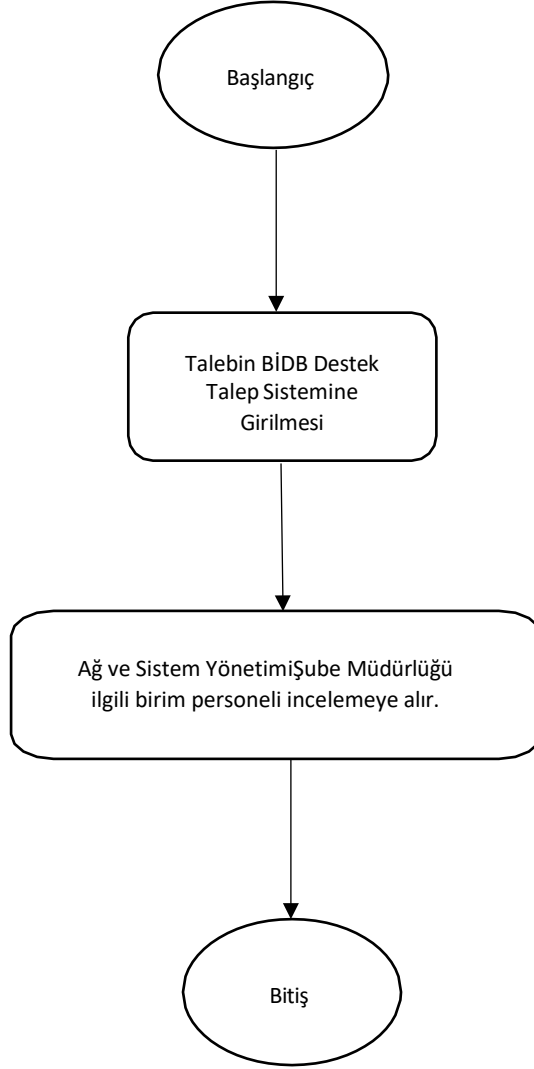 Başlangıç
Talebin BİDB Destek
Talep Sistemine
Girilmesi
Ağ ve Sistem YönetimiŞube Müdürlüğü
ilgili birim personeli incelemeye alır.
Bitiş